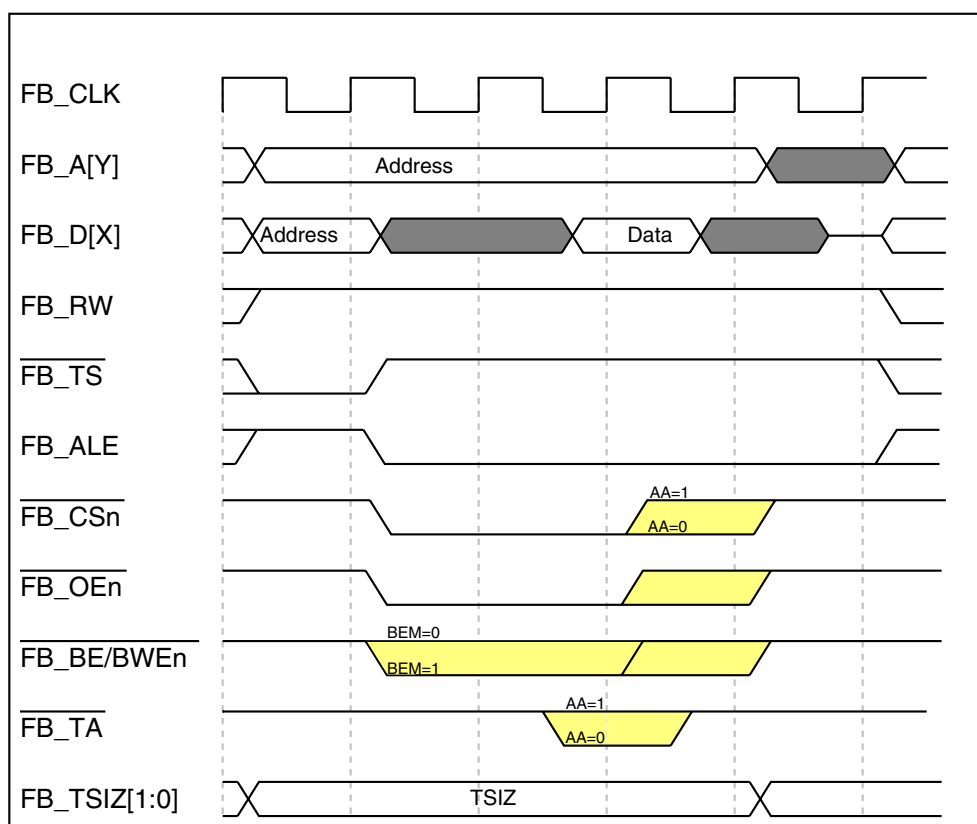 FB_CLK
FB_A[Y]
Address
FB_D[X]
Address
Data
FB_RW
FB_TS
FB_ALE
FB_CSn
AA=1
AA=0
FB_OEn
FB_BE/BWEn
BEM=0
BEM=1
FB_TA
AA=1
AA=0
FB_TSIZ[1:0]
TSIZ